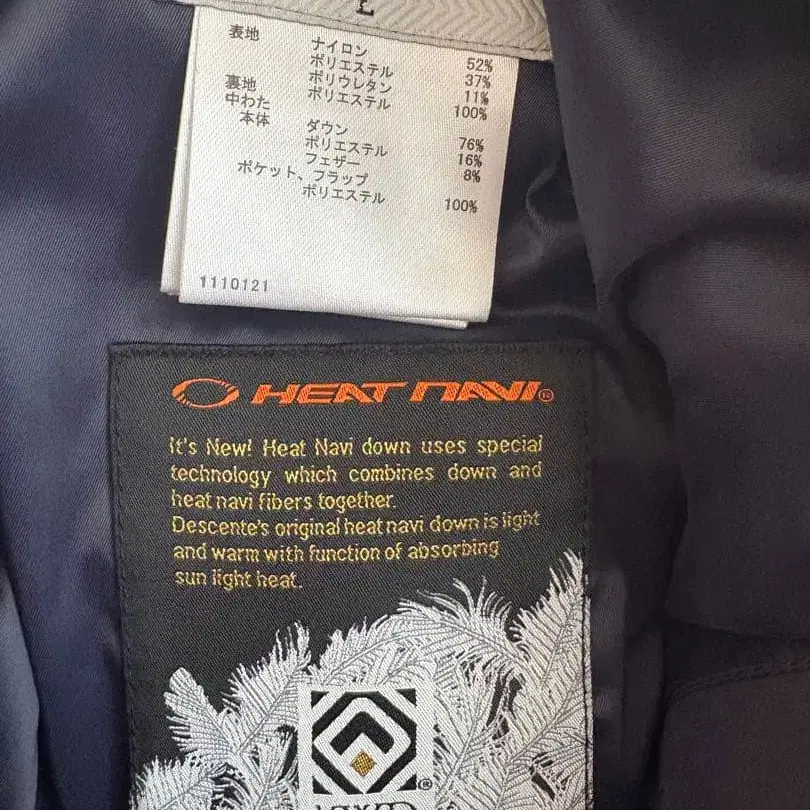 L
表地 ナイロン 52%
ポリエステル 37%
ポリウレタン 11%
裏地 ポリエステル 100%
中わた
本体 ダウン 76%
ポリエステル 16%
フェザー 8%
ポケット、フラップ
ポリエステル 100%
1110121
HEAT NAVI®
It's New! Heat Navi down uses special
technology which combines down and
heat navi fibers together.
Descente's original heat navi down is light
and warm with function of absorbing
sun light heat.
®